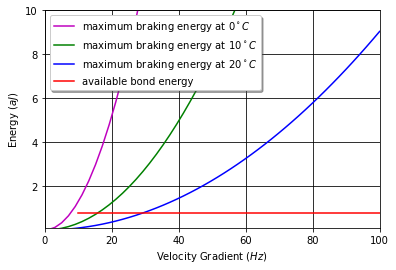 maximum braking energy at 0°C
maximum braking energy at 10°C
maximum braking energy at 20°C
available bond energy
10
8
6
4
2
Energy (aJ)
0
20
40
60
80
100
Velocity Gradient (Hz)